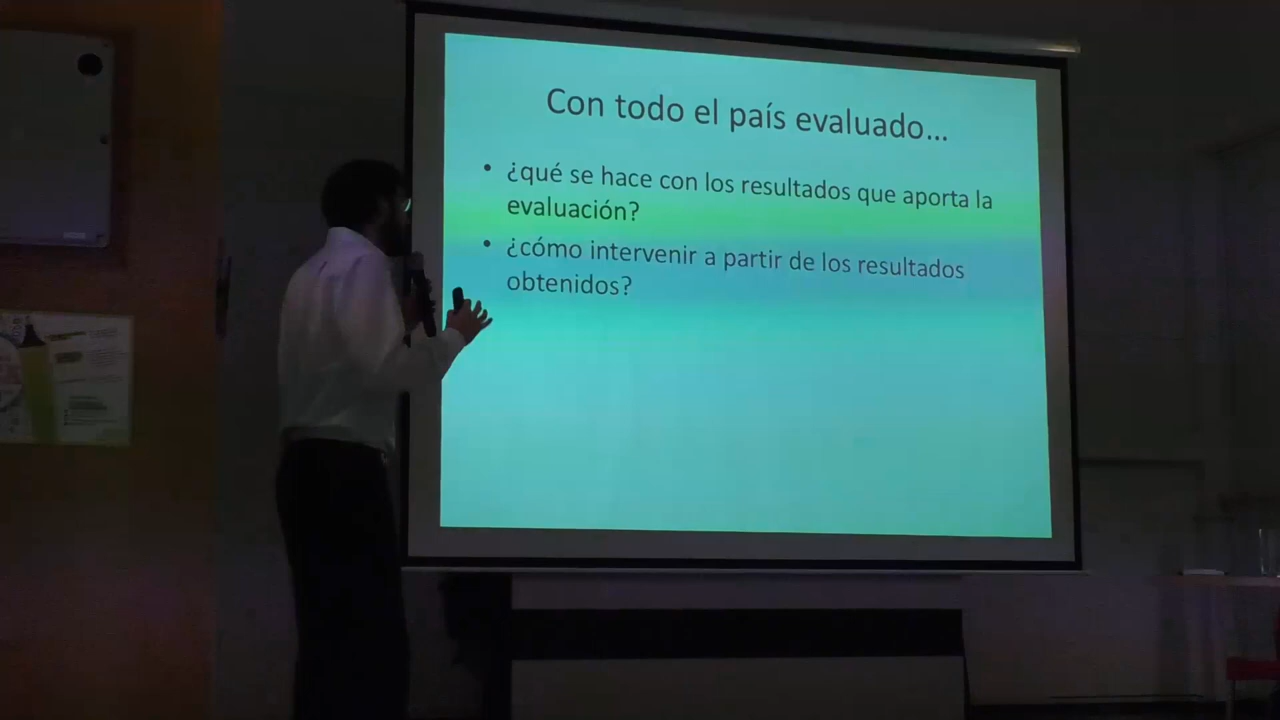 Con todo el país evaluado...
• ¿qué se hace con los resultados que aporta la
evaluación?
• ¿cómo intervenir a partir de los resultados
obtenidos?